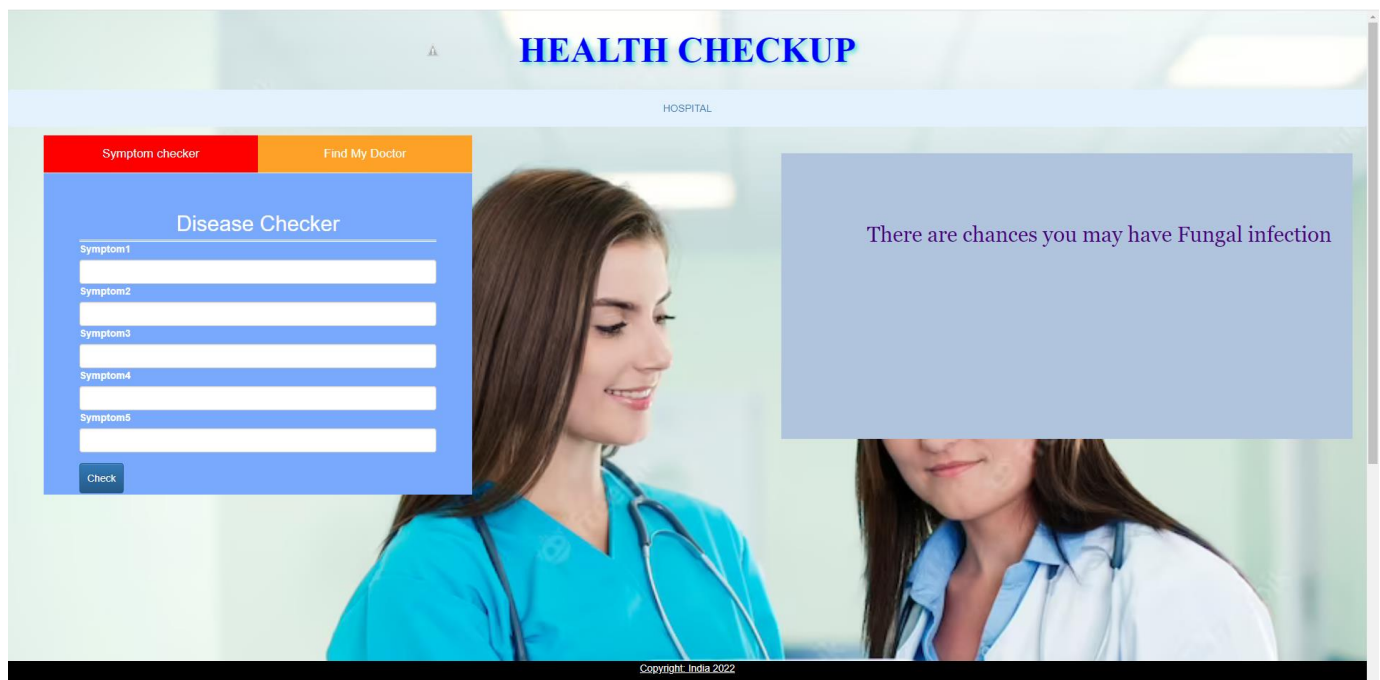 HEALTH CHECKUP
HOSPITAL
Symptom checker
Find My Doctor
Disease Checker
Symptom1
Symptom2
Symptom3
Symptom4
Symptom5
Check
There are chances you may have Fungal infection
Copyright: India 2022